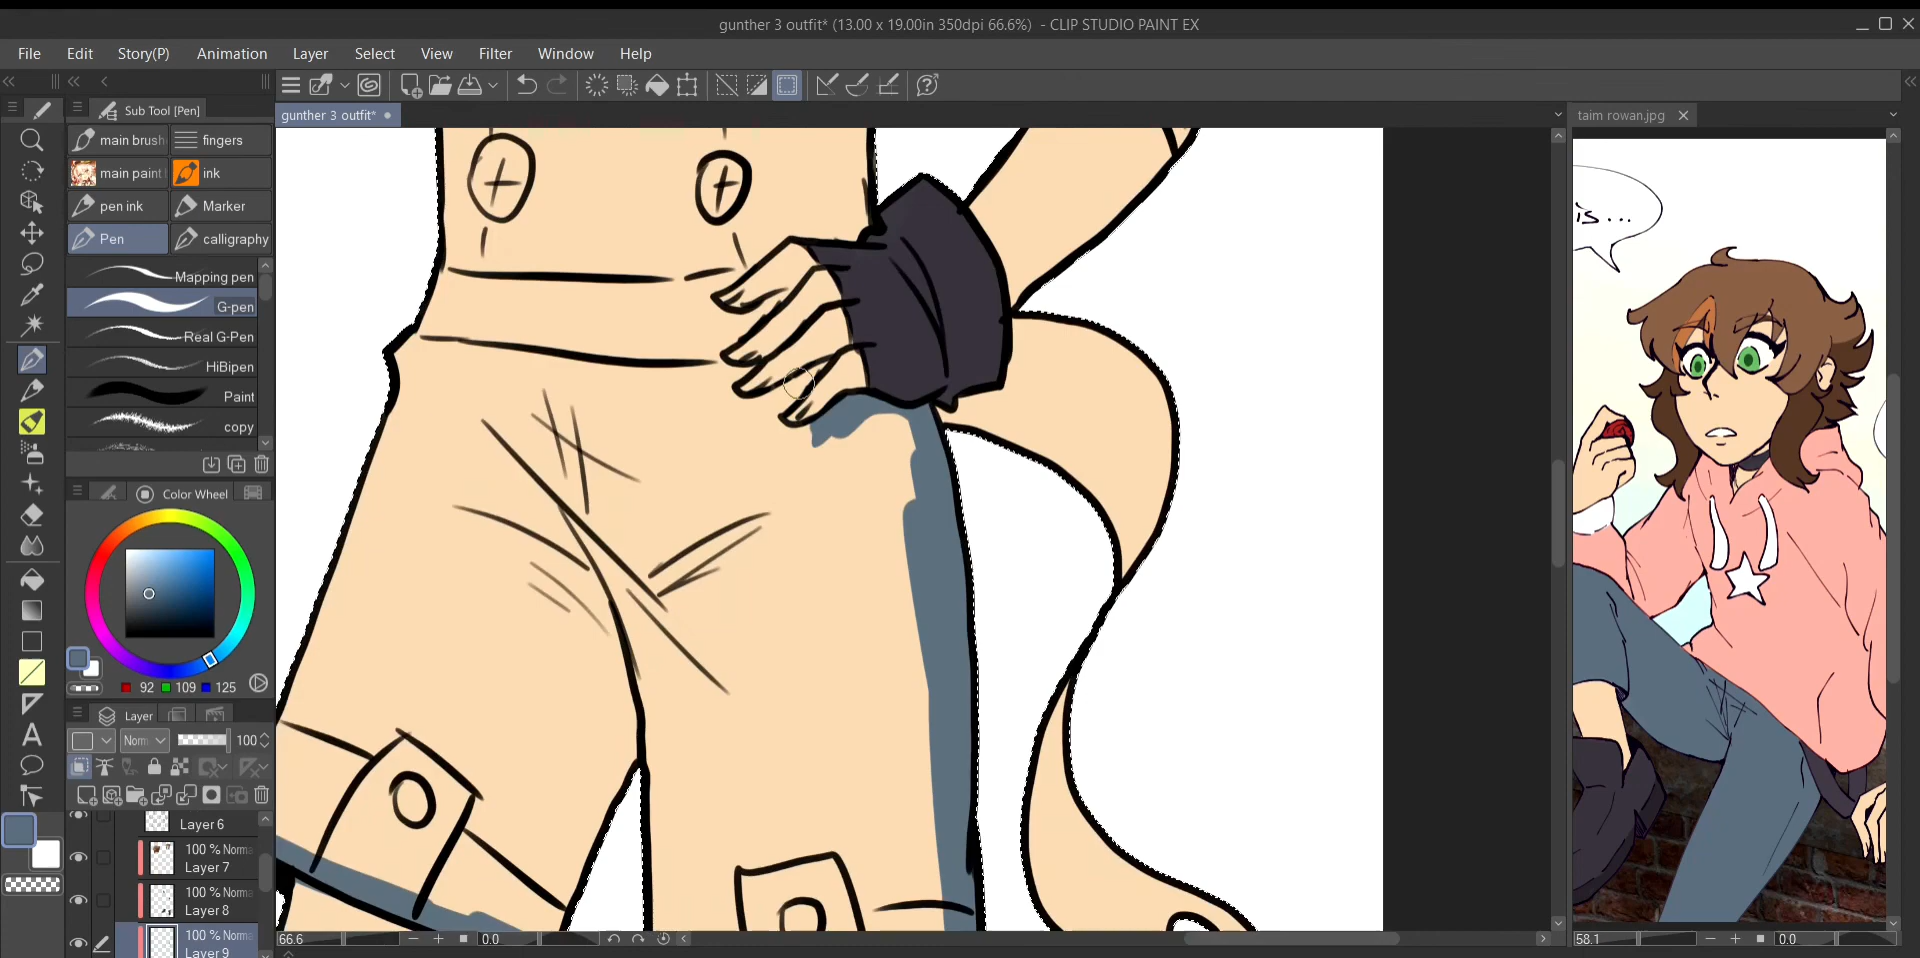 gunther 3 outfit* (13.00 x 19.00in 350dpi 66.6%) - CLIP STUDIO PAINT EX
File Edit Story(P) Animation Layer Select View Filter Window Help
Sub Tool [Pen]
gunther 3 outfit*
taim rowan.jpg
main brush
fingers
main paint
ink
pen ink
Marker
Pen
calligraphy
Mapping pen
G-pen
Real G-Pen
HiBipen
Paint
copy
Color Wheel
92 109 125
Layer
Norm 100
Layer 6
100 % Norma
Layer 7
100 % Norma
Layer 8
100 % Norma
Layer 9
66.6 0.0
is...
58.1 0.0